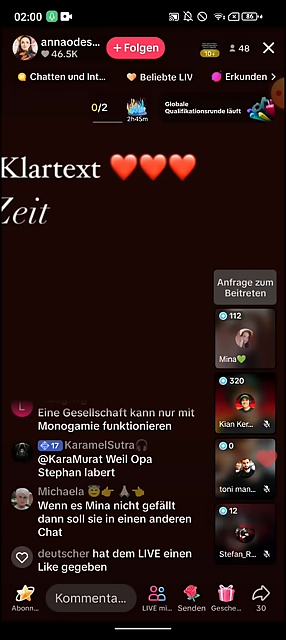 02:00
86
annaodes...
46.5K
+ Folgen
10+
48
Chatten und Int...
Beliebte LIV
Erkunden
0/2
2h45m
Globale
Qualifikationsrunde läuft
Klartext ❤️❤️❤️
Zeit
Anfrage zum
Beitreten
112
Mina💚
320
Kian Ker...
0
toni man...
12
Stefan_R...
L
Eine Gesellschaft kann nur mit
Monogamie funktionieren
17 KaramelSutra🎧
@KaraMurat Weil Opa
Stephan labert
Michaela 😇👉🙏👈
Wenn es Mina nicht gefällt
dann soll sie in einen anderen
Chat
deutscher hat dem LIVE einen
Like gegeben
Abonn...
Kommenta...
LIVE mi...
Senden
Gesche...
30